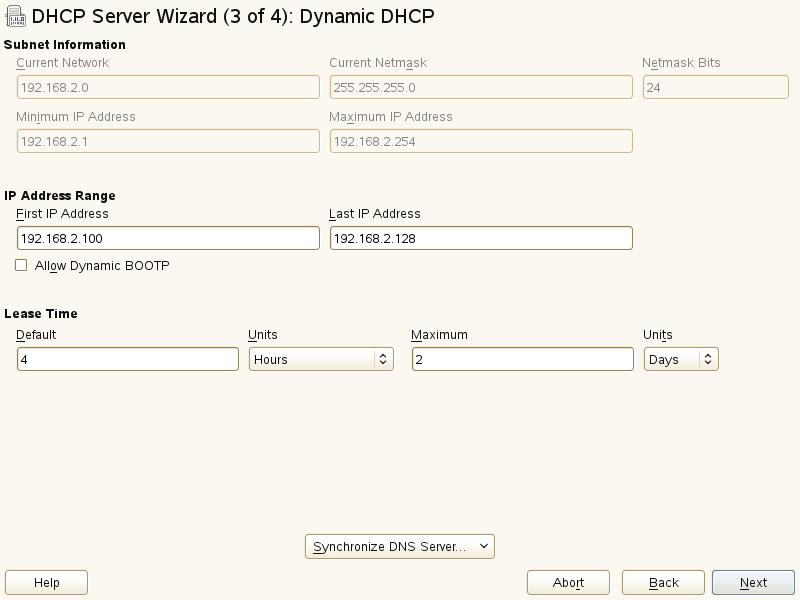 DHCP Server Wizard (3 of 4): Dynamic DHCP
Subnet Information
Current Network Current Netmask Netmask Bits
192.168.2.0 255.255.255.0 24
Minimum IP Address Maximum IP Address
192.168.2.1 192.168.2.254
IP Address Range
First IP Address Last IP Address
192.168.2.100 192.168.2.128
Allow Dynamic BOOTP
Lease Time
Default Units Maximum Units
4 Hours 2 Days
Synchronize DNS Server...
Help Abort Back Next